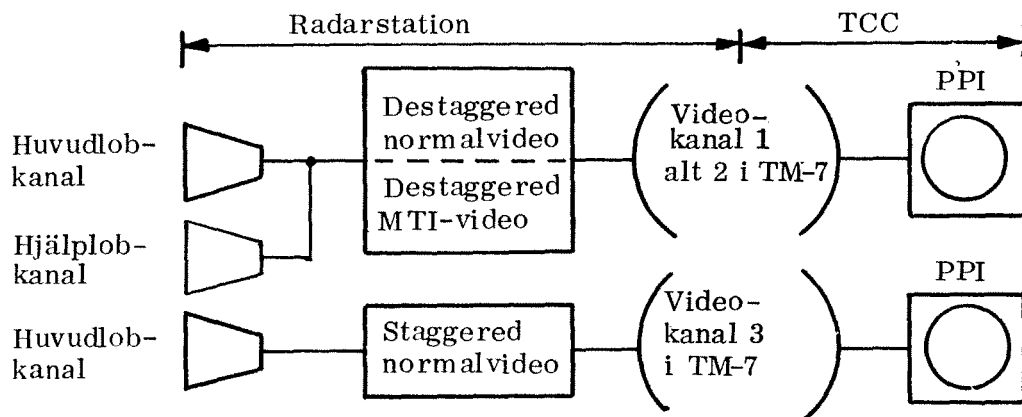 Radarstation
TCC
Huvudlob-
kanal
Hjälplob-
kanal
Destaggered
normalvideo
Destaggered
MTI-video
Video-
kanal 1
alt 2 i TM-7
PPI
Huvudlob-
kanal
Staggered
normalvideo
Video-
kanal 3
i TM-7
PPI